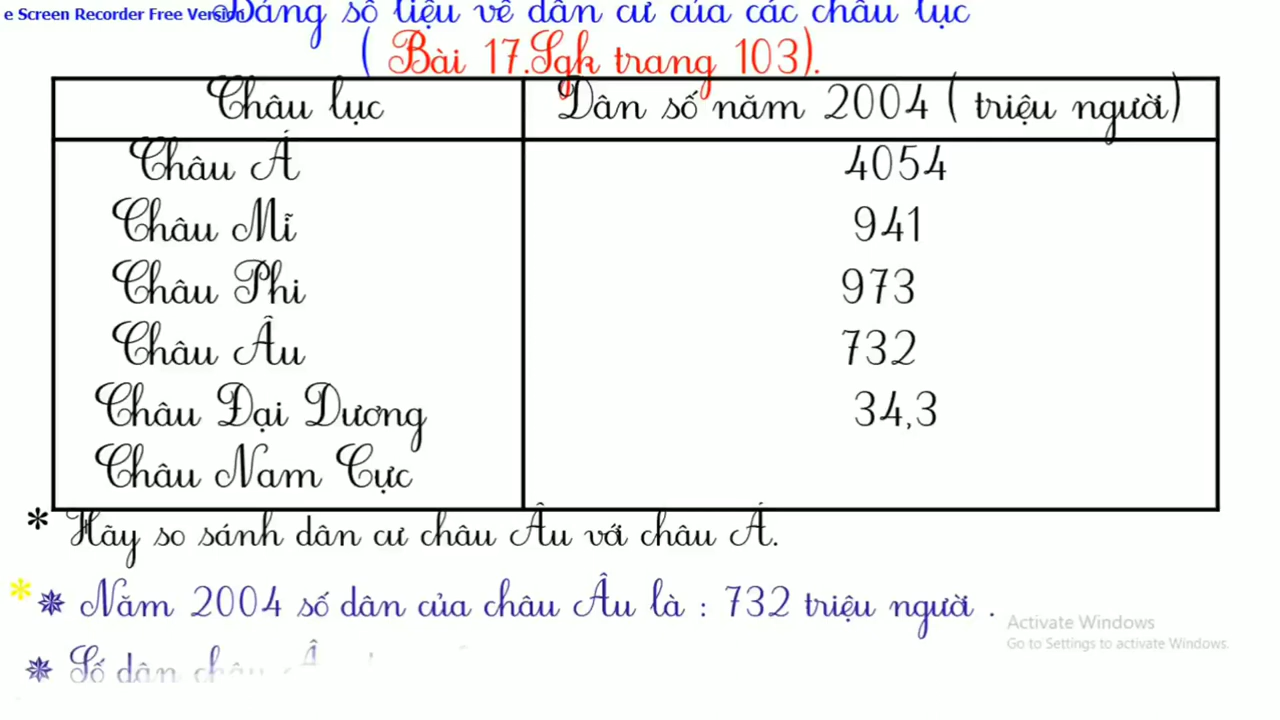 e Screen Recorder Free Version
số liệu về dân cư của các châu lục
( Bài 17.Sgk trang 103).
Châu lục Dân số năm 2004 ( triệu người)
Châu Á 4054
Châu Mĩ 941
Châu Phi 973
Châu Âu 732
Châu Đại Dương 34,3
Châu Nam Cực
* Hãy so sánh dân cư châu Âu với châu Á.
* Năm 2004 số dân của châu Âu là : 732 triệu người .
Số dân châu
Activate Windows
Go to Settings to activate Windows.